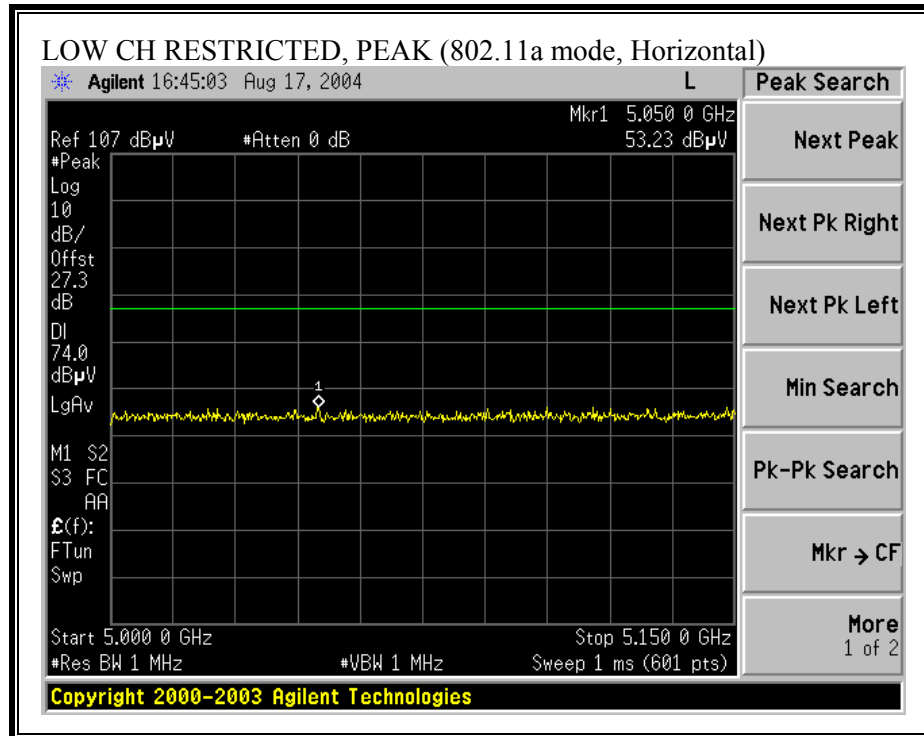 LOW CH RESTRICTED, PEAK (802.11a mode, Horizontal)
Agilent 16:45:03 Aug 17, 2004 L
Peak Search
Mkr1 5.050 0 GHz
Ref 107 dBµV #Atten 0 dB 53.23 dBµV
#Peak
Log
10
dB/
Offst
27.3
dB
DI
74.0
dBµV
LgAv
1
M1 S2
S3 FC
AA
£(f):
FTun
Swp
Start 5.000 0 GHz Stop 5.150 0 GHz
#Res BW 1 MHz #VBW 1 MHz Sweep 1 ms (601 pts)
Next Peak
Next Pk Right
Next Pk Left
Min Search
Pk-Pk Search
Mkr → CF
More
1 of 2
Copyright 2000-2003 Agilent Technologies